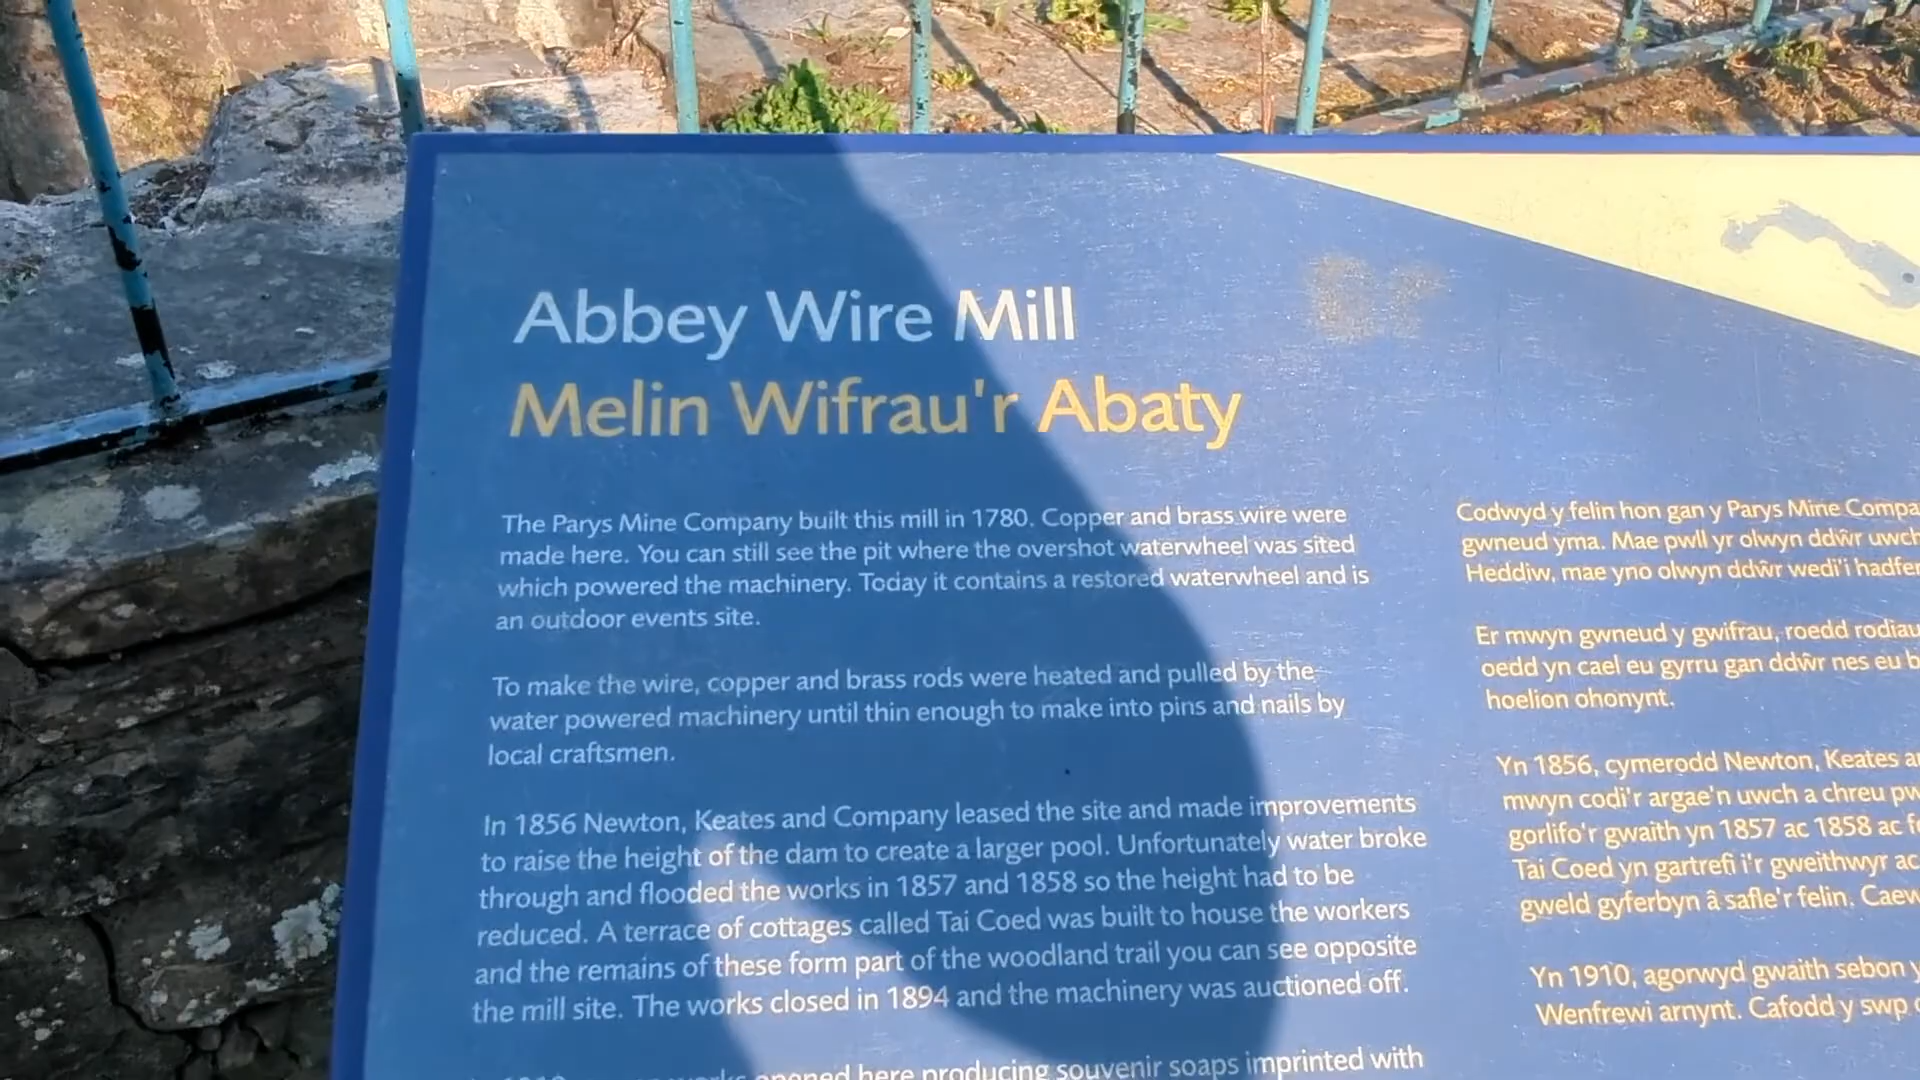 Abbey Wire Mill
Melin Wifrau'r Abaty
The Parys Mine Company built this mill in 1780. Copper and brass wire were
made here. You can still see the pit where the overshot waterwheel was sited
which powered the machinery. Today it contains a restored waterwheel and is
an outdoor events site.
To make the wire, copper and brass rods were heated and pulled by the
water powered machinery until thin enough to make into pins and nails by
local craftsmen.
In 1856 Newton, Keates and Company leased the site and made improvements
to raise the height of the dam to create a larger pool. Unfortunately water broke
through and flooded the works in 1857 and 1858 so the height had to be
reduced. A terrace of cottages called Tai Coed was built to house the workers
and the remains of these form part of the woodland trail you can see opposite
the mill site. The works closed in 1894 and the machinery was auctioned off.
opened here producing souvenir soaps imprinted with
Codwyd y felin hon gan y Parys Mine Compa
gwneud yma. Mae pwll yr olwyn ddŵr uwch
Heddiw, mae yno olwyn ddŵr wedi'i hadfer
Er mwyn gwneud y gwifrau, roedd rodiau
oedd yn cael eu gyrru gan ddŵr nes eu b
hoelion ohonynt.
Yn 1856, cymerodd Newton, Keates a
mwyn codi'r argae'n uwch a chreu pw
gorlifo'r gwaith yn 1857 ac 1858 ac f
Tai Coed yn gartrefi i'r gweithwyr ac
gweld gyferbyn â safle'r felin. Caew
Yn 1910, agorwyd gwaith sebon y
Wenfrewi arnynt. Cafodd y swp